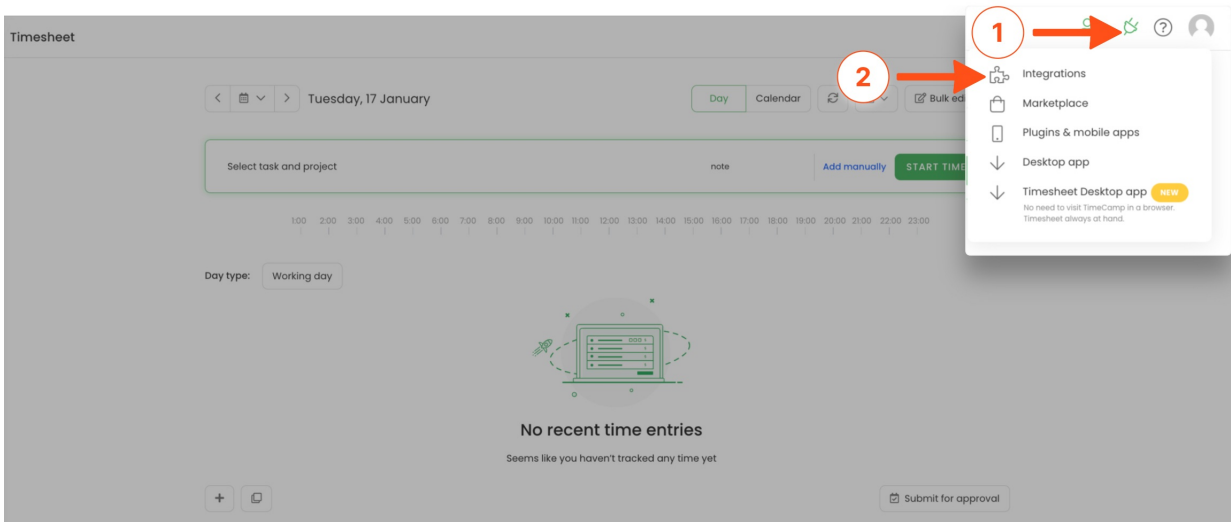 Timesheet
1
2
Tuesday, 17 January
Day
Calendar
Bulk edi
Select task and project
note
Add manually
START TIME
1:00 2:00 3:00 4:00 5:00 6:00 7:00 8:00 9:00 10:00 11:00 12:00 13:00 14:00 15:00 16:00 17:00 18:00 19:00 20:00 21:00 22:00 23:00
Integrations
Marketplace
Plugins & mobile apps
Desktop app
Timesheet Desktop app NEW
No need to visit TimeCamp in a browser.
Timesheet always at hand.
Day type: Working day
No recent time entries
Seems like you haven't tracked any time yet
Submit for approval